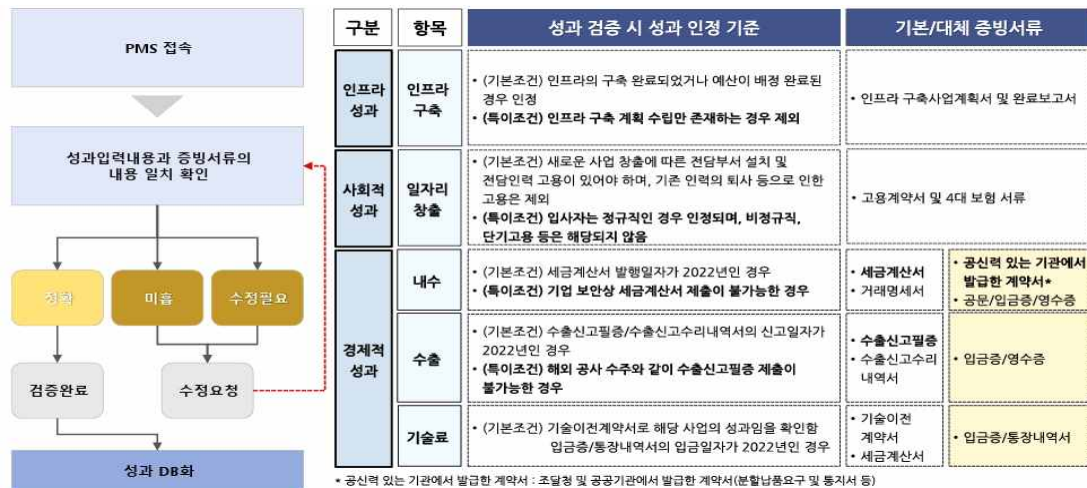 PMS 접속
성과입력내용과 증빙서류의
내용 일치 확인
적합
미흡
수정필요
검증완료
수정요청
성과 DB화
구분
항목
성과 검증 시 성과 인정 기준
기본/대체 증빙서류
인프라
성과
인프라
구축
• (기본조건) 인프라의 구축 완료되었거나 예산이 배정 완료된
경우 인정
• (특이조건) 인프라 구축 계획 수립만 존재하는 경우 제외
• 인프라 구축사업계획서 및 완료보고서
사회적
성과
일자리
창출
• (기본조건) 새로운 사업 창출에 따른 전담부서 설치 및
전담인력 고용이 있어야 하며, 기존 인력의 퇴사 등으로 인한
고용은 제외
• (특이조건) 입사자는 정규직인 경우 인정되며, 비정규직,
단기고용 등은 해당되지 않음
• 고용계약서 및 4대 보험 서류
경제적
성과
내수
• (기본조건) 세금계산서 발행일자가 2022년인 경우
• (특이조건) 기업 보안상 세금계산서 제출이 불가능한 경우
• 세금계산서
• 거래명세서
• 공신력 있는 기관에서
발급한 계약서*
• 공문/입금증/영수증
수출
• (기본조건) 수출신고필증/수출신고수리내역서의 신고일자가
2022년인 경우
• (특이조건) 해외 공사 수주와 같이 수출신고필증 제출이
불가능한 경우
• 수출신고필증
• 수출신고수리
내역서
• 입금증/영수증
기술료
• (기본조건) 기술이전계약서로 해당 사업의 성과임을 확인함
입금증/통장내역서의 입금일자가 2022년인 경우
• 기술이전
계약서
• 세금계산서
• 입금증/통장내역서
* 공신력 있는 기관에서 발급한 계약서 : 조달청 및 공공기관에서 발급한 계약서(분할납품요구 및 통지서 등)